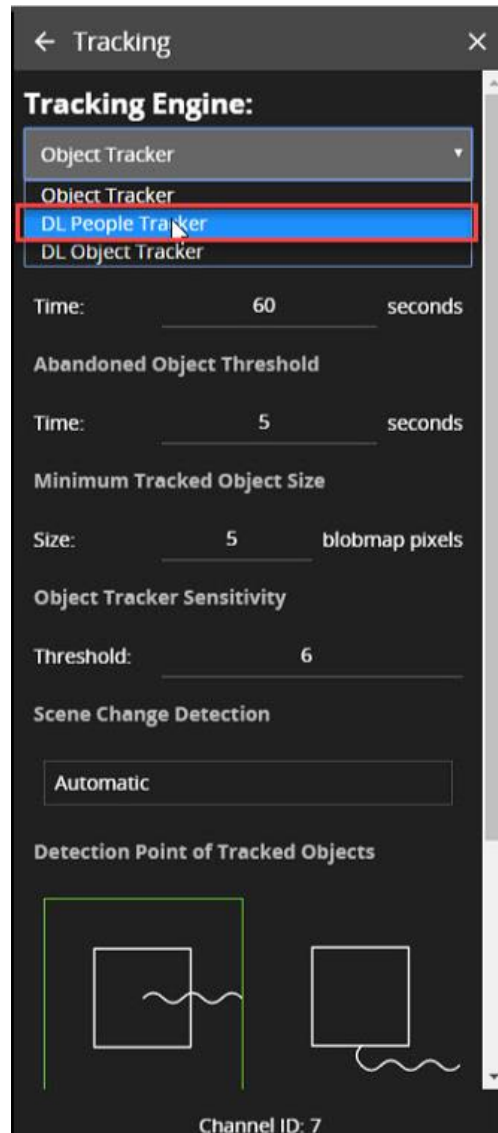 ← Tracking ×
Tracking Engine:
Object Tracker
Object Tracker
DL People Tracker
DL Object Tracker
Time: 60 seconds
Abandoned Object Threshold
Time: 5 seconds
Minimum Tracked Object Size
Size: 5 blobmap pixels
Object Tracker Sensitivity
Threshold: 6
Scene Change Detection
Automatic
Detection Point of Tracked Objects
Channel ID: 7